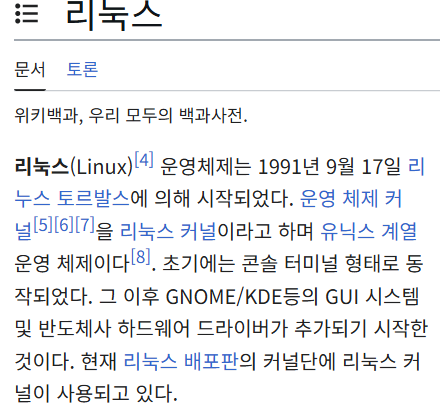 리눅스
문서 토론
위키백과, 우리 모두의 백과사전.
리눅스(Linux)[4] 운영체제는 1991년 9월 17일 리
누스 토르발스에 의해 시작되었다. 운영 체제 커
널[5][6][7]을 리눅스 커널이라고 하며 유닉스 계열
운영 체제이다[8]. 초기에는 콘솔 터미널 형태로 동
작되었다. 그 이후 GNOME/KDE등의 GUI 시스템
및 반도체사 하드웨어 드라이버가 추가되기 시작한
것이다. 현재 리눅스 배포판의 커널단에 리눅스 커
널이 사용되고 있다.